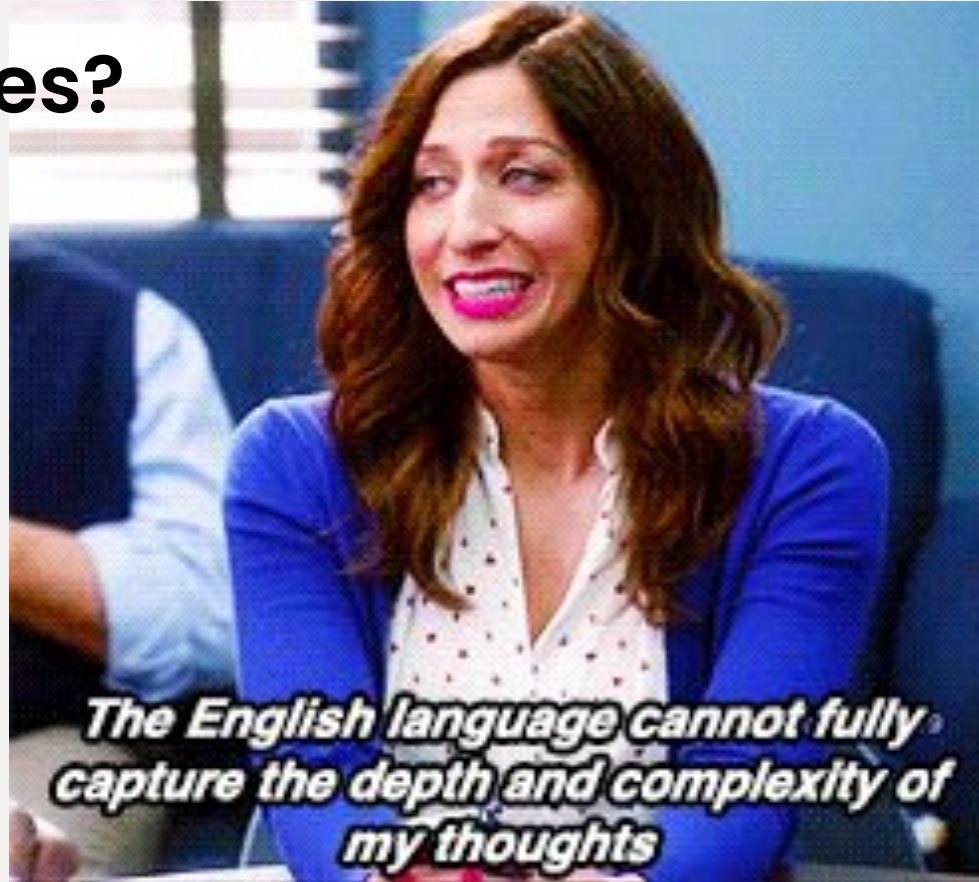 es?
The English language cannot fully
capture the depth and complexity of
my thoughts